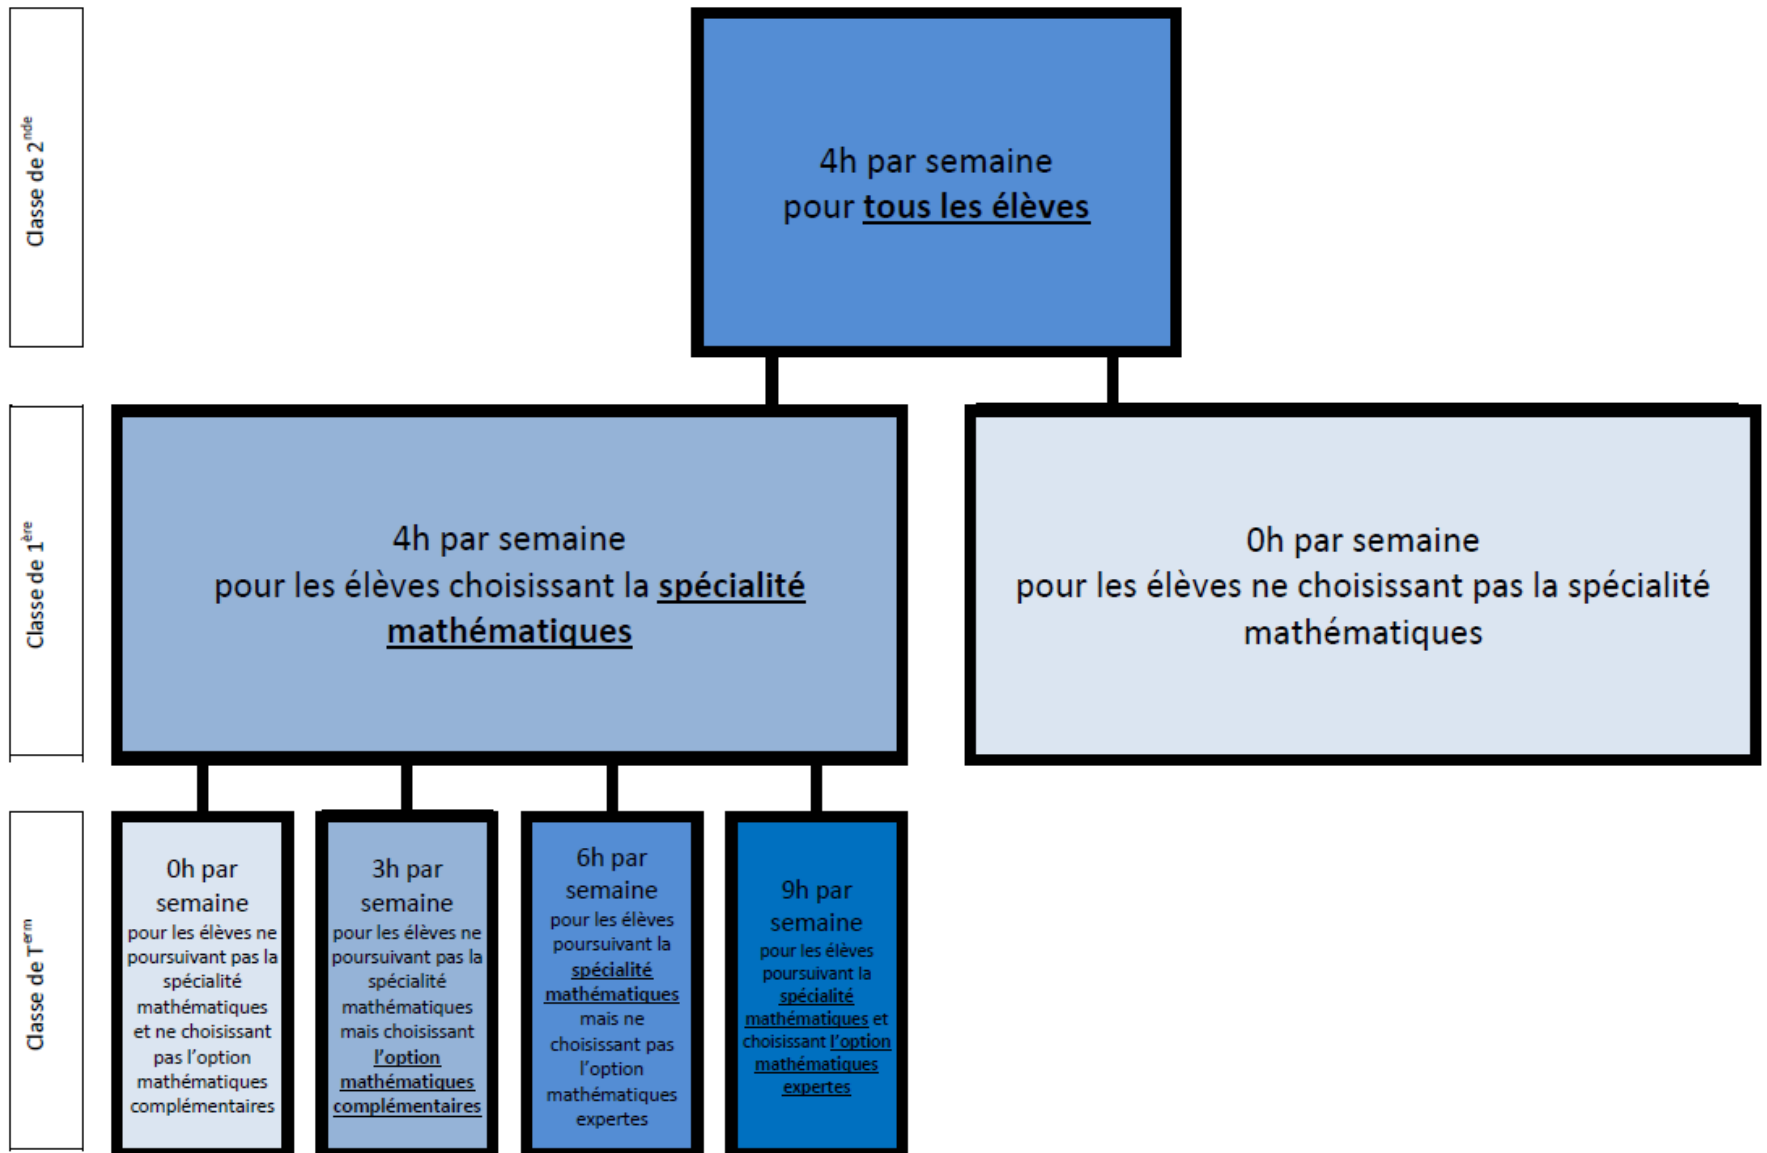 Classe de 2nde
4h par semaine
pour tous les élèves
Classe de 1ère
4h par semaine
pour les élèves choisissant la spécialité
mathématiques
0h par semaine
pour les élèves ne choisissant pas la spécialité
mathématiques
Classe de Term
0h par
semaine
pour les élèves ne
poursuivant pas la
spécialité
mathématiques
et ne choisissant
pas l’option
mathématiques
complémentaires
3h par
semaine
pour les élèves ne
poursuivant pas la
spécialité
mathématiques
mais choisissant
l’option
mathématiques
complémentaires
6h par
semaine
pour les élèves
poursuivant la
spécialité
mathématiques
mais ne
choisissant pas
l’option
mathématiques
expertes
9h par
semaine
pour les élèves
poursuivant la
spécialité
mathématiques et
choisissant l’option
mathématiques
expertes